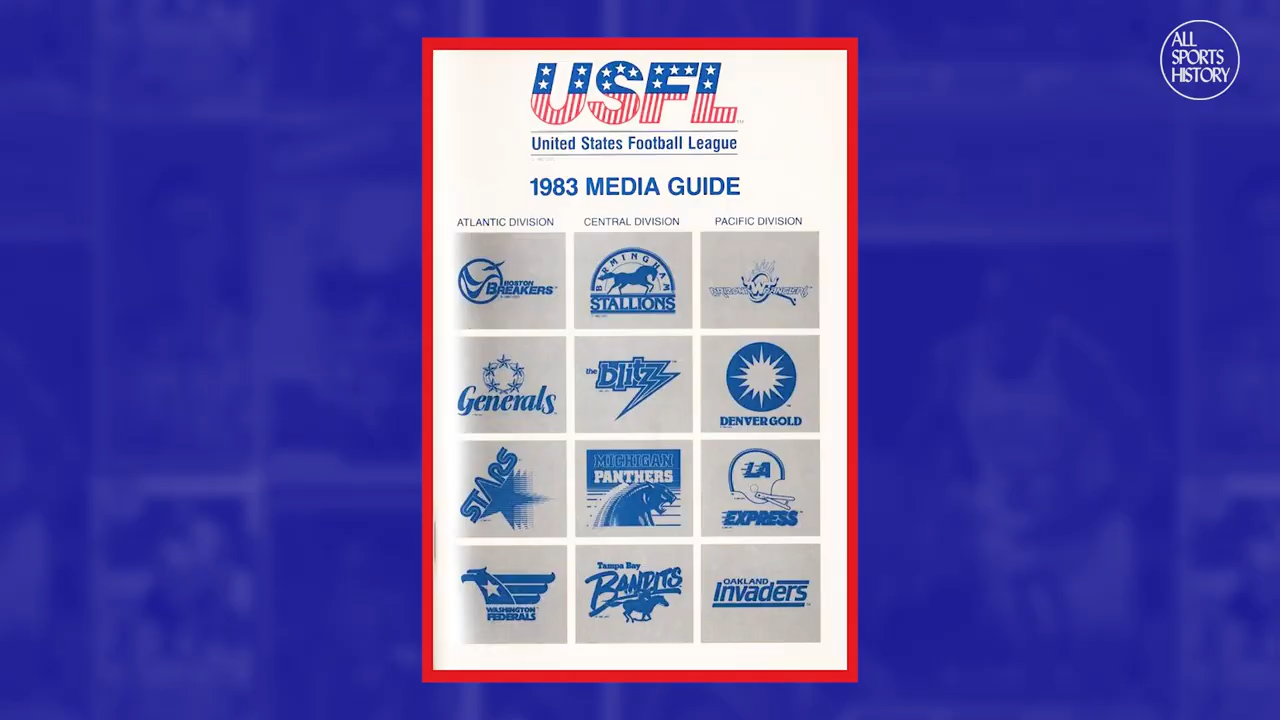 ALL
SPORTS
HISTORY
USFL
United States Football League
1983 MEDIA GUIDE
ATLANTIC DIVISION
CENTRAL DIVISION
PACIFIC DIVISION
BOSTON
BREAKERS
BIRMINGHAM
STALLIONS
WRANGLERS
Generals
the blitz
DENVER GOLD
STARS
MICHIGAN
PANTHERS
LA
EXPRESS
WASHINGTON
FEDERALS
Tampa Bay
BANDITS
OAKLAND
Invaders